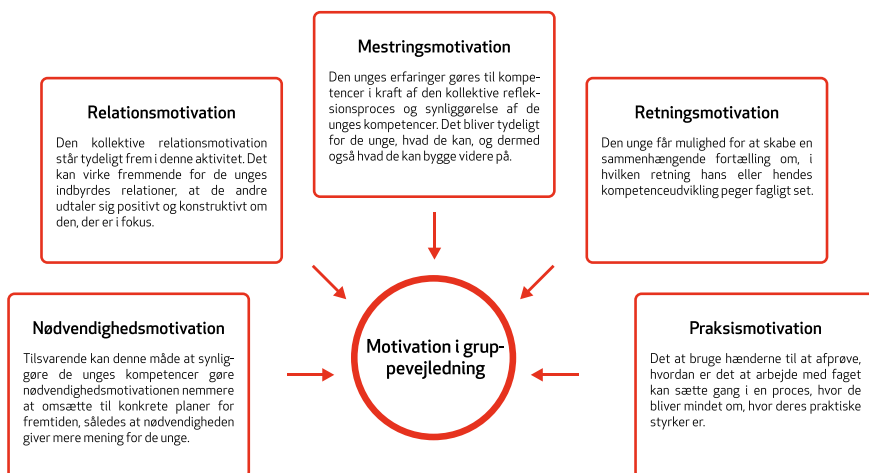 Mestringsmotivation
Den unges erfaringer gøres til kompe-
tencer i kraft af den kollektive reflek-
sionsproces og synliggørelse af de
unges kompetencer. Det bliver tydeligt
for de unge, hvad de kan, og dermed
også hvad de kan bygge videre på.
Relationsmotivation
Den kollektive relationsmotivation
står tydeligt frem i denne aktivitet. Det
kan virke fremmende for de unges
indbyrdes relationer, at de andre
udtaler sig positivt og konstruktivt om
den, der er i fokus.
Retningsmotivation
Den unge får mulighed for at skabe en
sammenhængende fortælling om, i
hvilken retning hans eller hendes
kompetenceudvikling peger fagligt set.
Nødvendighedsmotivation
Tilsvarende kan denne måde at synlig-
gøre de unges kompetencer gøre
nødvendighedsmotivationen nemmere
at omsætte til konkrete planer for
fremtiden, således at nødvendigheden
giver mere mening for de unge.
Motivation i grup-
pevejledning
Praksismotivation
Det at bruge hænderne til at afprøve,
hvordan er det at arbejde med faget
kan sætte gang i en proces, hvor de
bliver mindet om, hvor deres praktiske
styrker er.